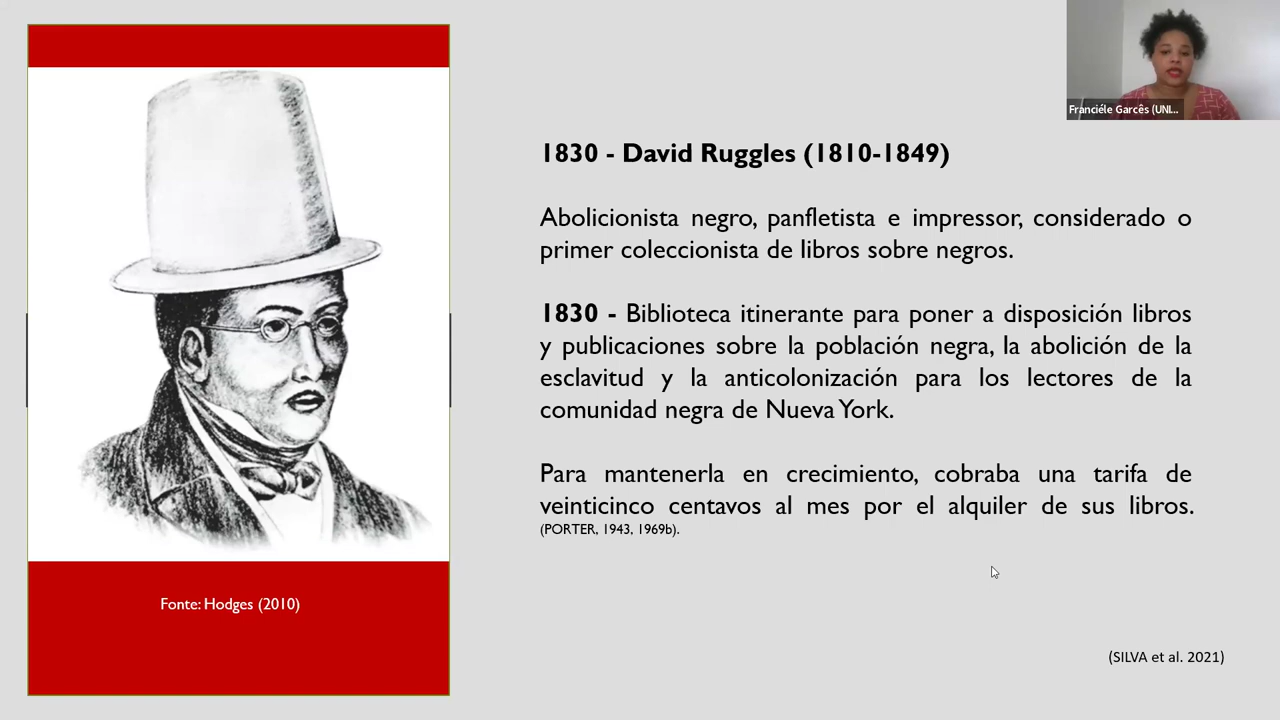 Franciéle Garcês (UNI...
1830 - David Ruggles (1810-1849)
Abolicionista negro, panfletista e impressor, considerado o
primer coleccionista de libros sobre negros.
1830 - Biblioteca itinerante para poner a disposición libros
y publicaciones sobre la población negra, la abolición de la
esclavitud y la anticolonización para los lectores de la
comunidad negra de Nueva York.
Para mantenerla en crecimiento, cobraba una tarifa de
veinticinco centavos al mes por el alquiler de sus libros.
(PORTER, 1943, 1969b).
Fonte: Hodges (2010)
(SILVA et al. 2021)